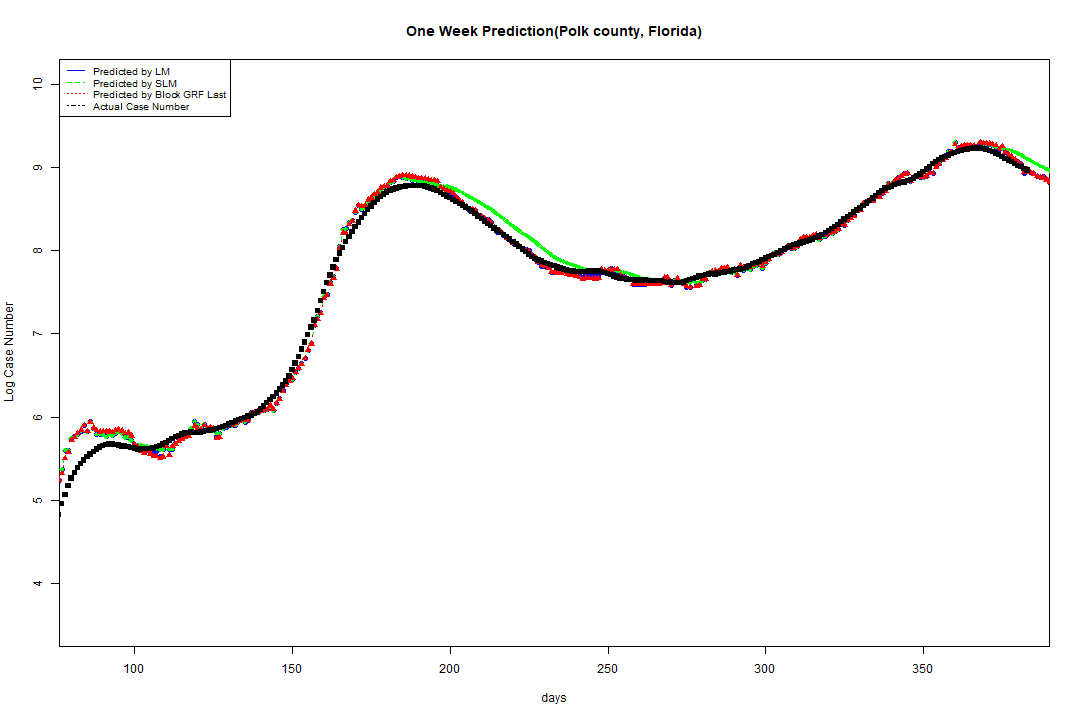 One Week Prediction(Polk county, Florida)
Predicted by LM
Predicted by SLM
Predicted by Block GRF Last
Actual Case Number
10
9
8
7
6
5
4
Log Case Number
100 150 200 250 300 350
days